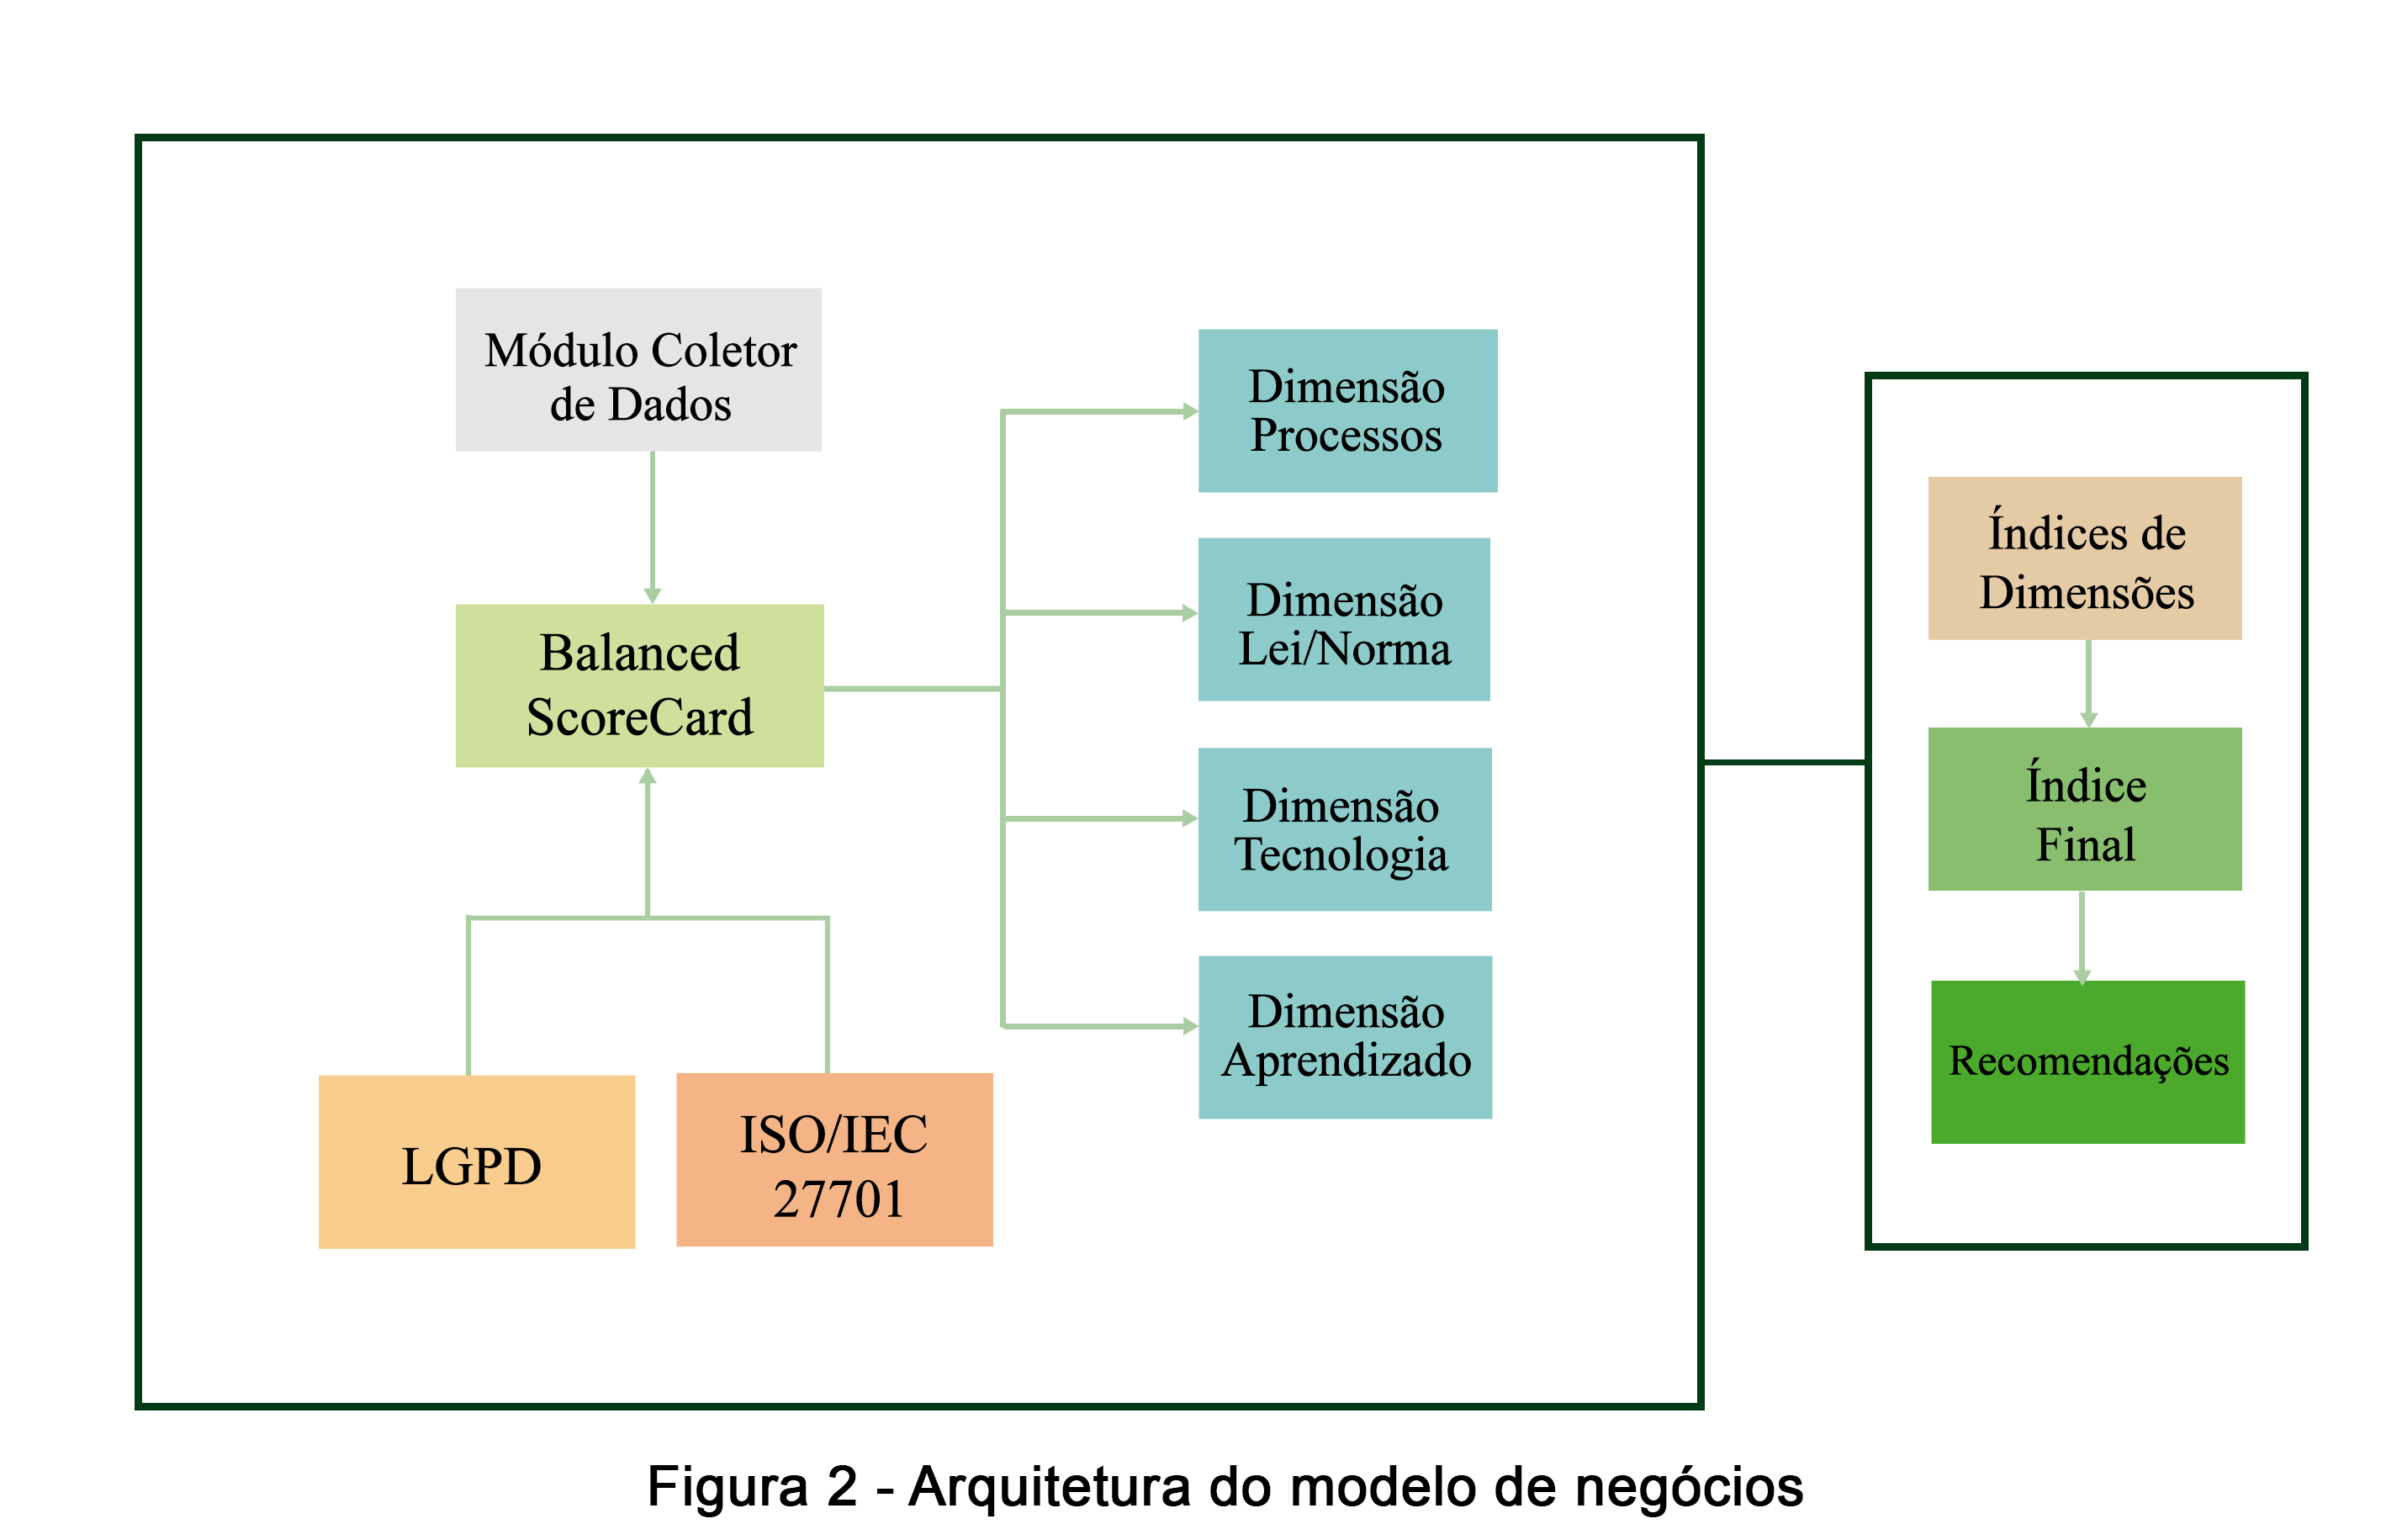 Módulo Coletor
de Dados
Balanced
ScoreCard
LGPD
ISO/IEC
27701
Dimensão
Processos
Dimensão
Lei/Norma
Dimensão
Tecnologia
Dimensão
Aprendizado
Índices de
Dimensões
Índice
Final
Recomendações
Figura 2 - Arquitetura do modelo de negócios